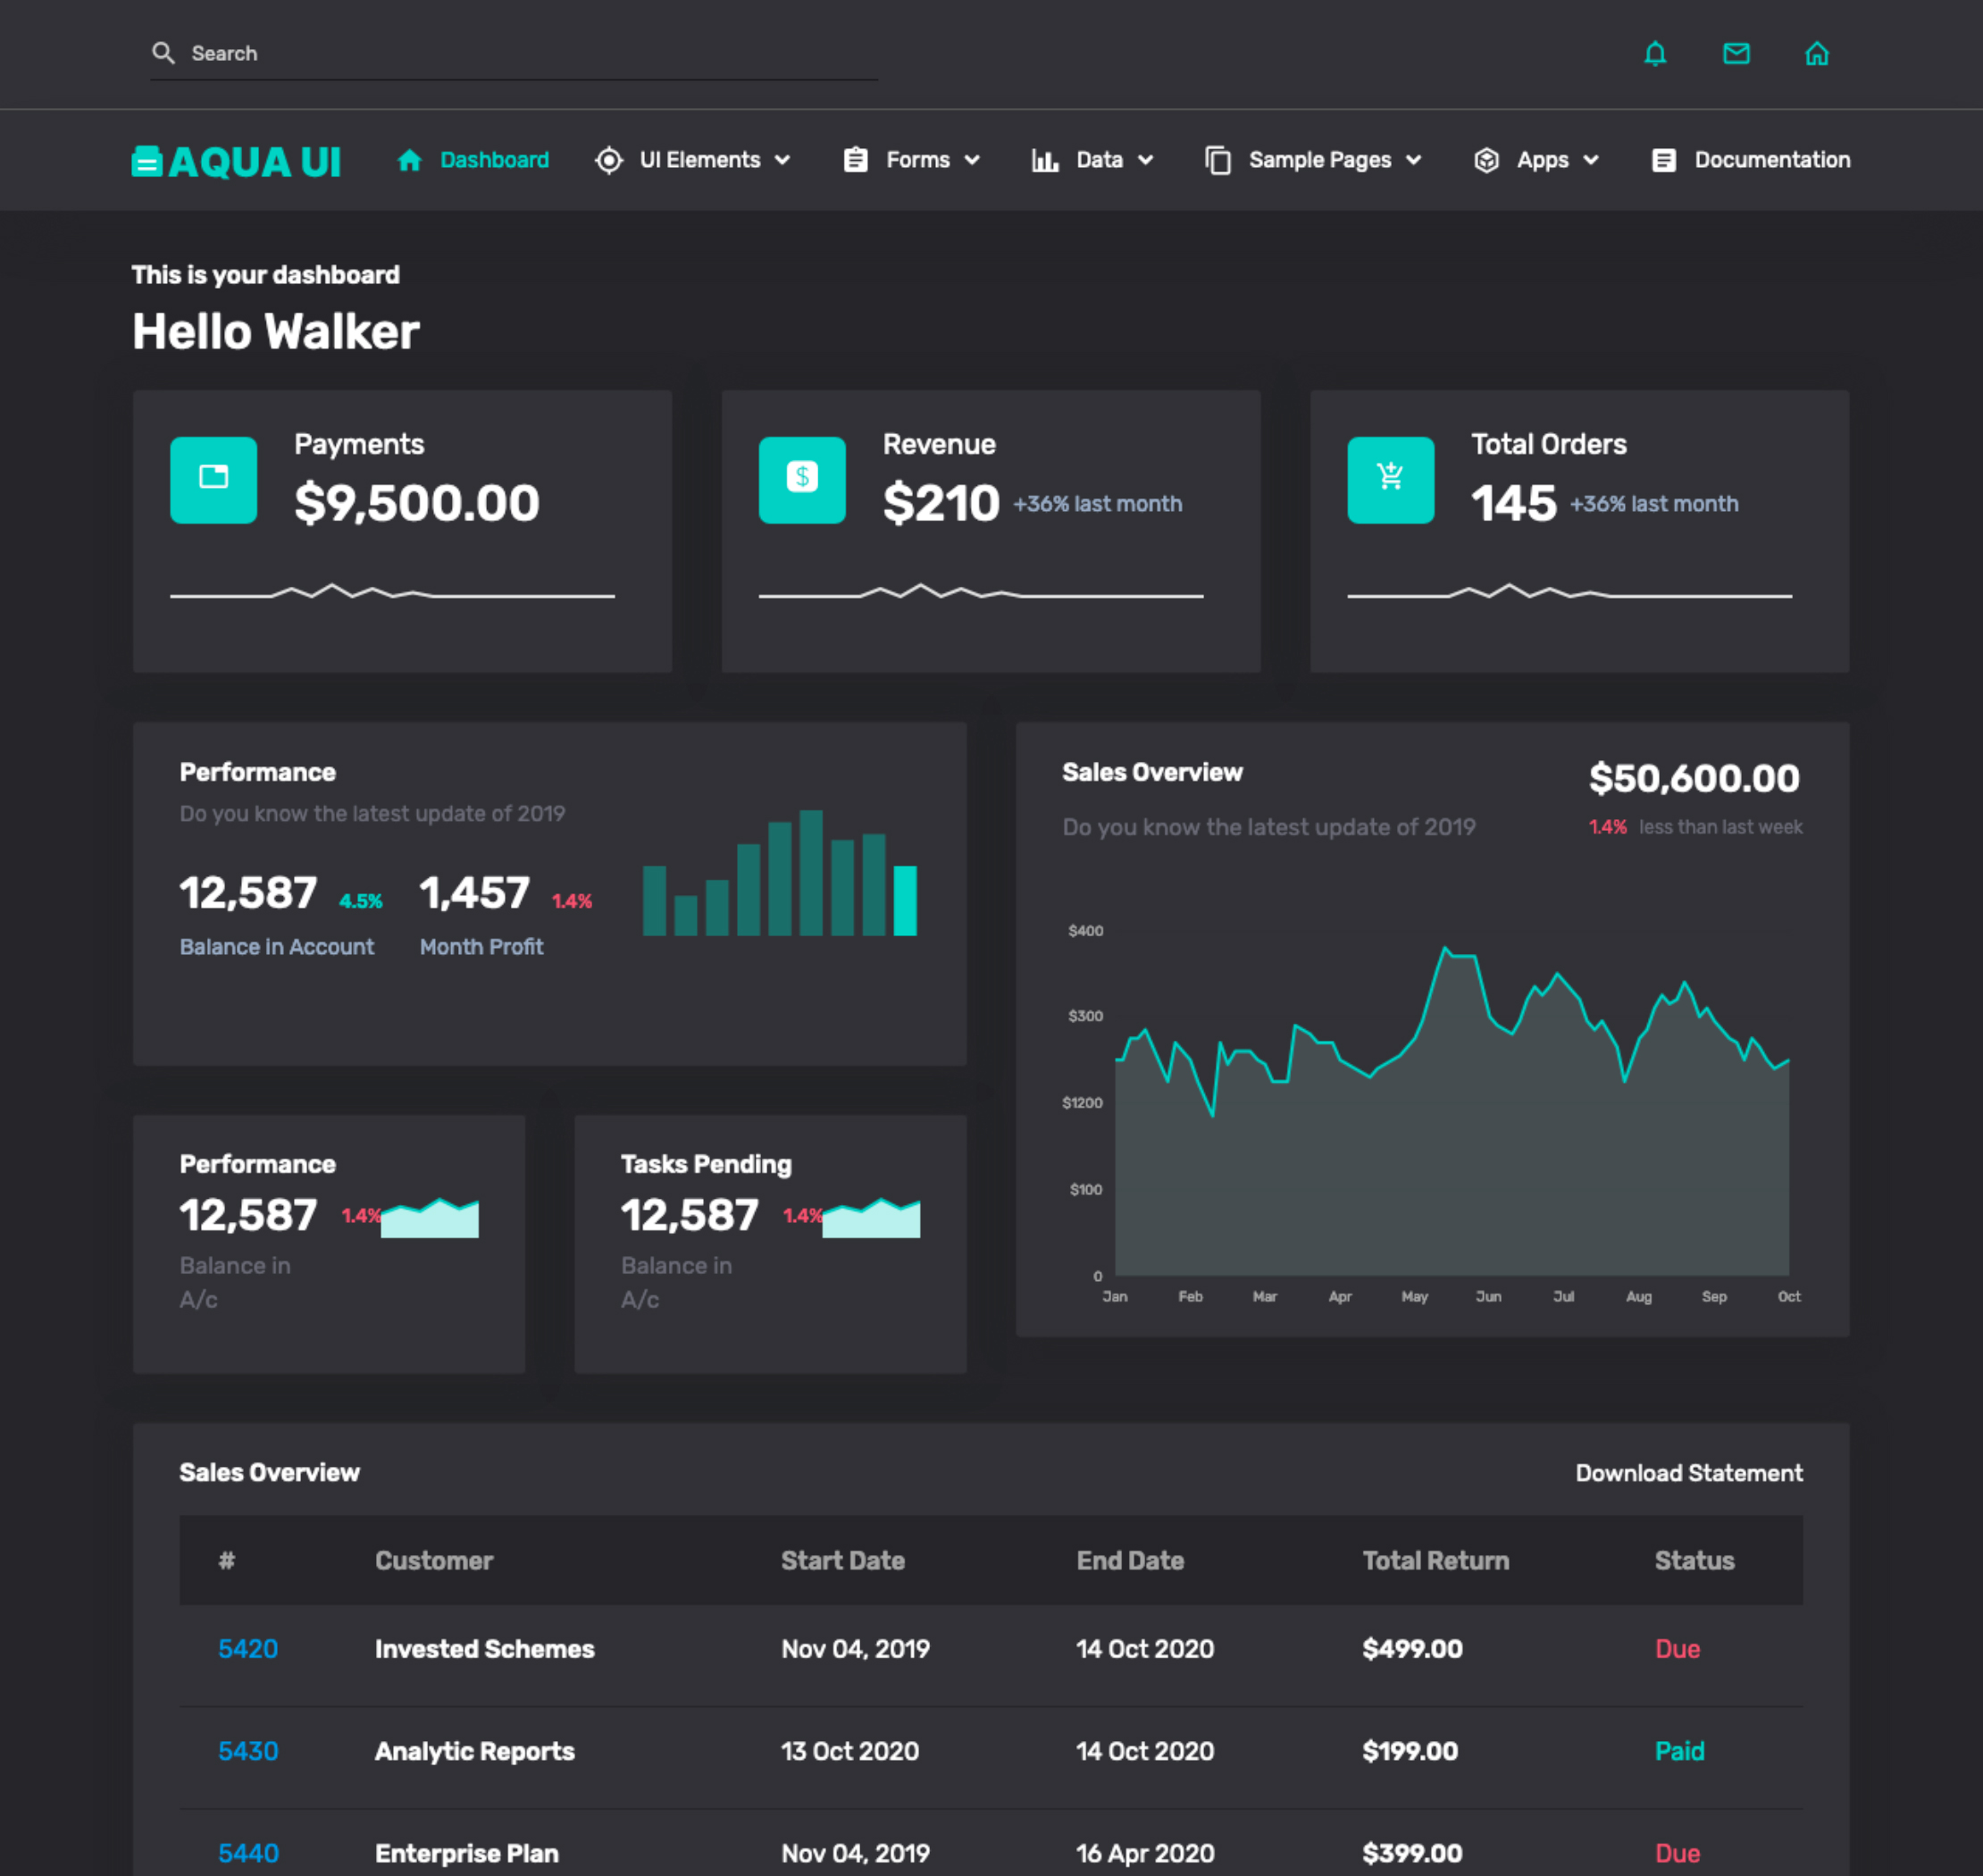 Search
AQUA UI
Dashboard
UI Elements
Forms
Data
Sample Pages
Apps
Documentation
This is your dashboard
Hello Walker
Payments
$9,500.00
Revenue
$210 +36% last month
Total Orders
145 +36% last month
Performance
Do you know the latest update of 2019
12,587 4.5%
Balance in Account
1,457 1.4%
Month Profit
Sales Overview
$50,600.00
Do you know the latest update of 2019
1.4% less than last week
$400
$300
$1200
$100
0
Jan Feb Mar Apr May Jun Jul Aug Sep Oct
Performance
12,587 1.4%
Balance in
A/c
Tasks Pending
12,587 1.4%
Balance in
A/c
Sales Overview
Download Statement
# Customer Start Date End Date Total Return Status
5420 Invested Schemes Nov 04, 2019 14 Oct 2020 $499.00 Due
5430 Analytic Reports 13 Oct 2020 14 Oct 2020 $199.00 Paid
5440 Enterprise Plan Nov 04, 2019 16 Apr 2020 $399.00 Due